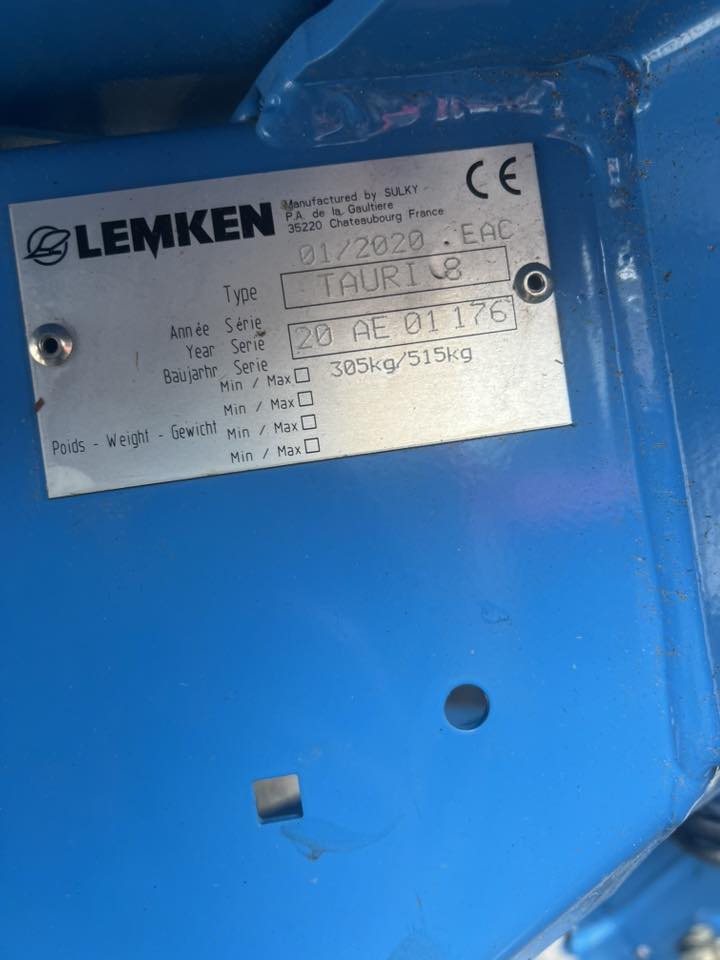 LEMKEN
Manufactured by SULKY
P.A. de la Gaultiere
35220 Chateaubourg France
CE
01/2020 EAC
Type TAURI 8
Année Série
Year Serie 20 AE 01 176
Baujarhr Serie
Min / Max □ 305kg/515kg
Min / Max □
Poids - Weight - Gewicht Min / Max □
Min / Max □